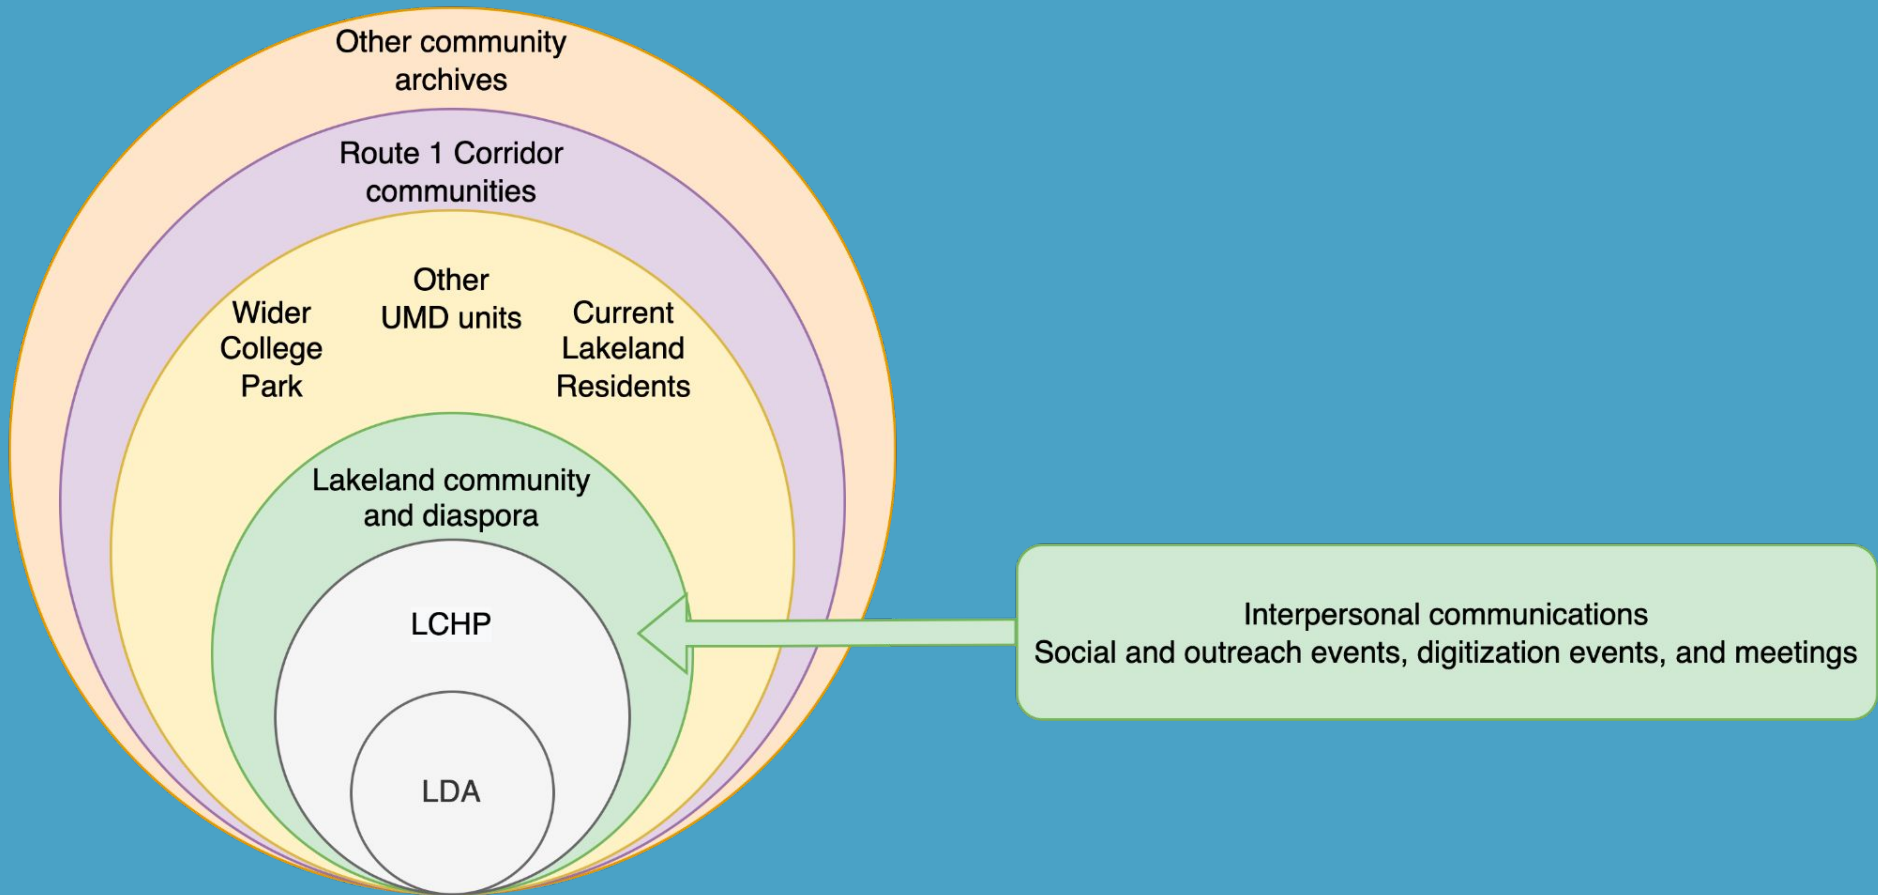 Other community
archives
Route 1 Corridor
communities
Other
UMD units
Wider
College
Park
Current
Lakeland
Residents
Lakeland community
and diaspora
LCHP
LDA
Interpersonal communications
Social and outreach events, digitization events, and meetings